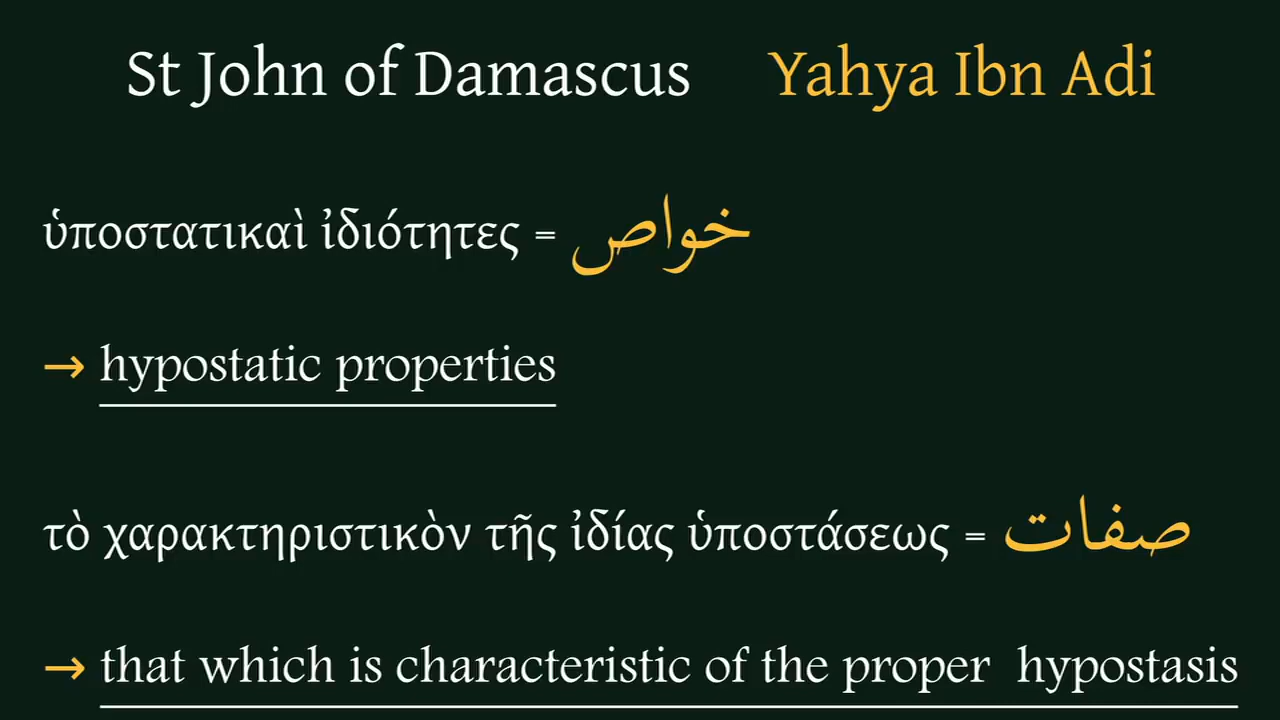 St John of Damascus Yahya Ibn Adi
ὑποστατικαὶ ἰδιότητες = خواص
→ hypostatic properties
τὸ χαρακτηριστικὸν τῆς ἰδίας ὑποστάσεως = صفات
→ that which is characteristic of the proper hypostasis